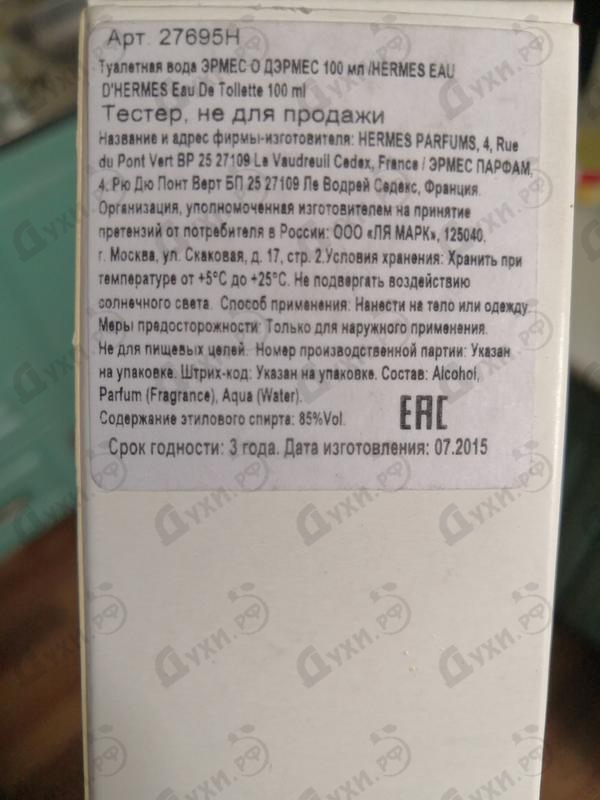 Арт. 27695H
Туалетная вода ЭРМЕС О ДЭРМЕС 100 мл /HERMES EAU
D'HERMES Eau De Toilette 100 ml
Тестер, не для продажи
Название и адрес фирмы-изготовителя: HERMES PARFUMS, 4, Rue
du Pont Vert BP 25 27109 Le Vaudreuil Cedex, France / ЭРМЕС ПАРФАМ,
4, Рю Дю Понт Верт БП 25 27109 Ле Водрей Седекс, Франция.
Организация, уполномоченная изготовителем на принятие
претензий от потребителя в России: ООО «ЛЯ МАРК», 125040,
г. Москва, ул. Скаковая, д. 17, стр. 2.Условия хранения: Хранить при
температуре от +5°С до +25°С. Не подвергать воздействию
солнечного света. Способ применения: Нанести на тело или одежду.
Меры предосторожности: Только для наружного применения.
Не для пищевых целей. Номер производственной партии: Указан
на упаковке. Штрих-код: Указан на упаковке. Состав: Alcohol,
Parfum (Fragrance), Aqua (Water).
Содержание этилового спирта: 85%Vol.
EAC
Срок годности: 3 года. Дата изготовления: 07.2015
Духи.рф